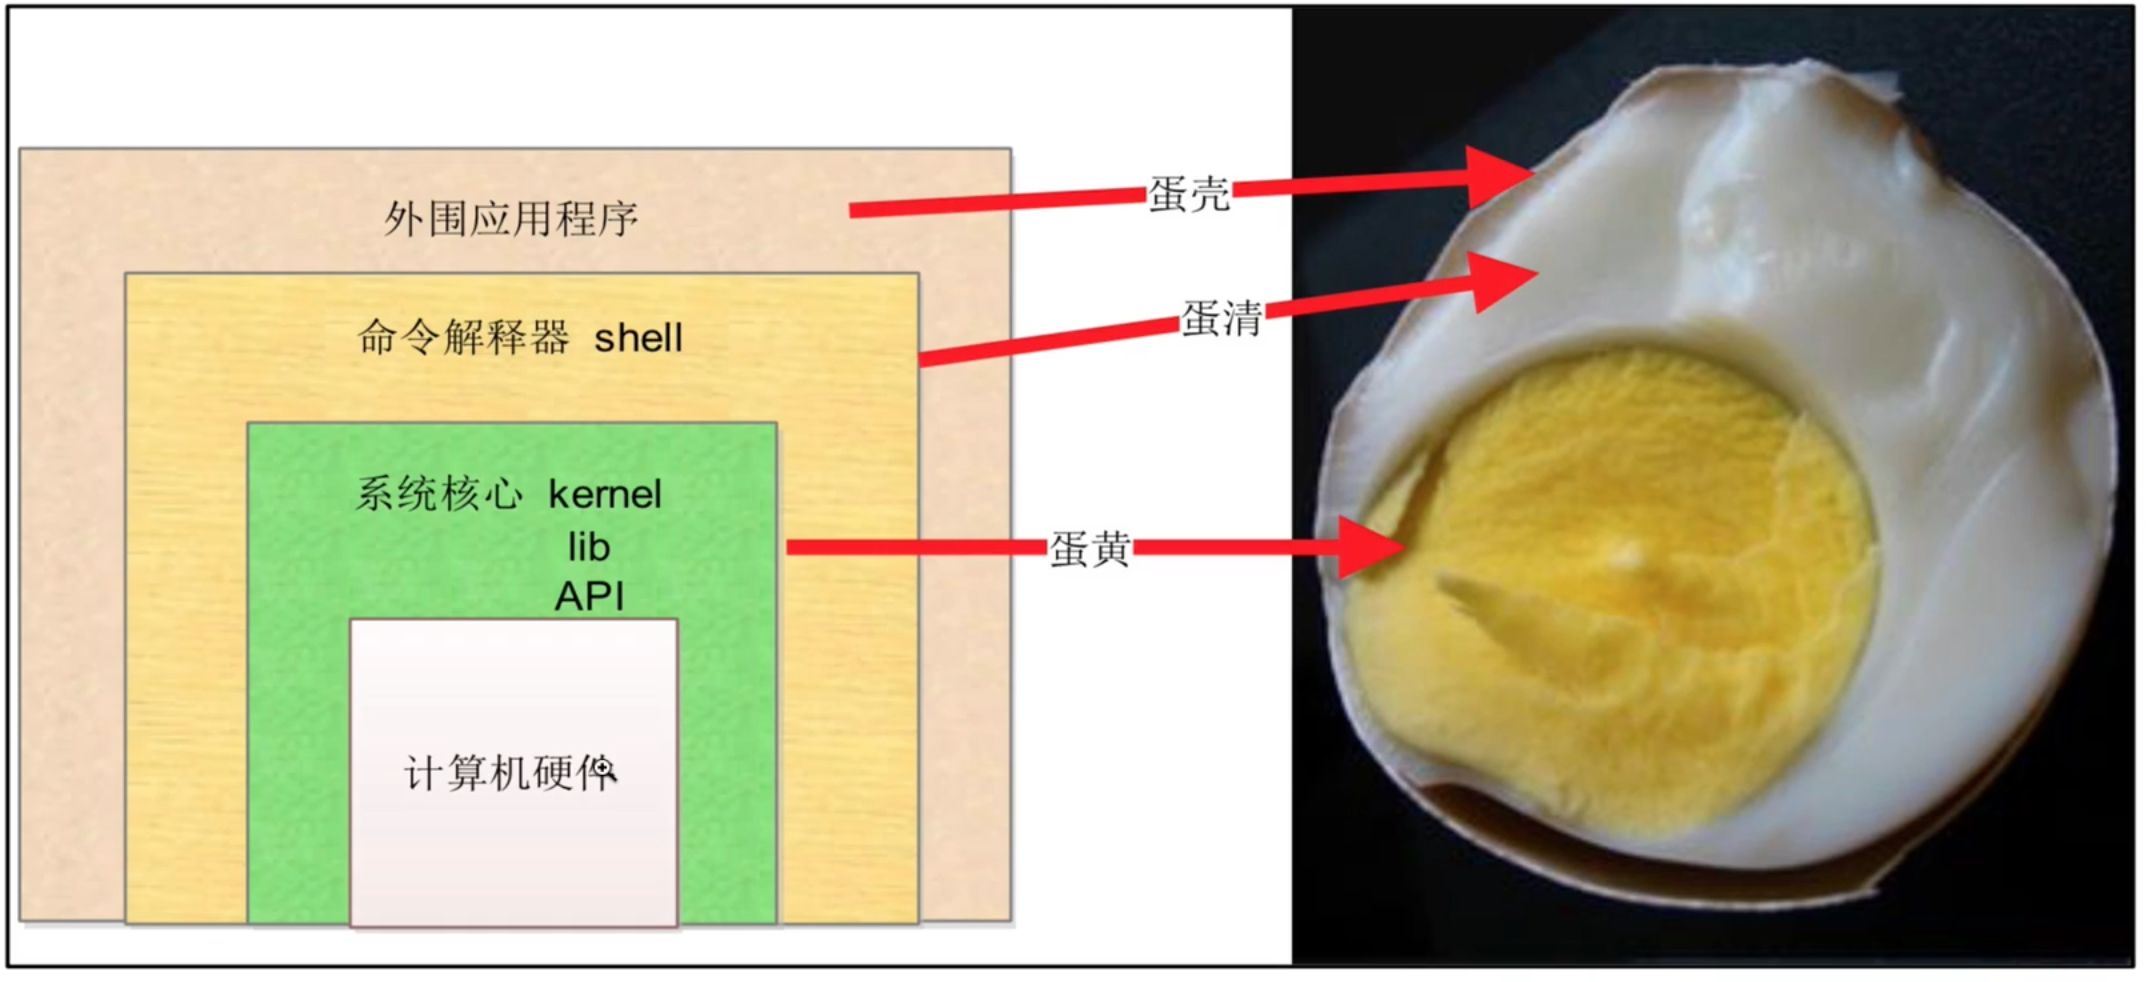 外围应用程序
蛋壳
命令解释器 shell
蛋清
系统核心 kernel
lib
API
蛋黄
计算机硬件